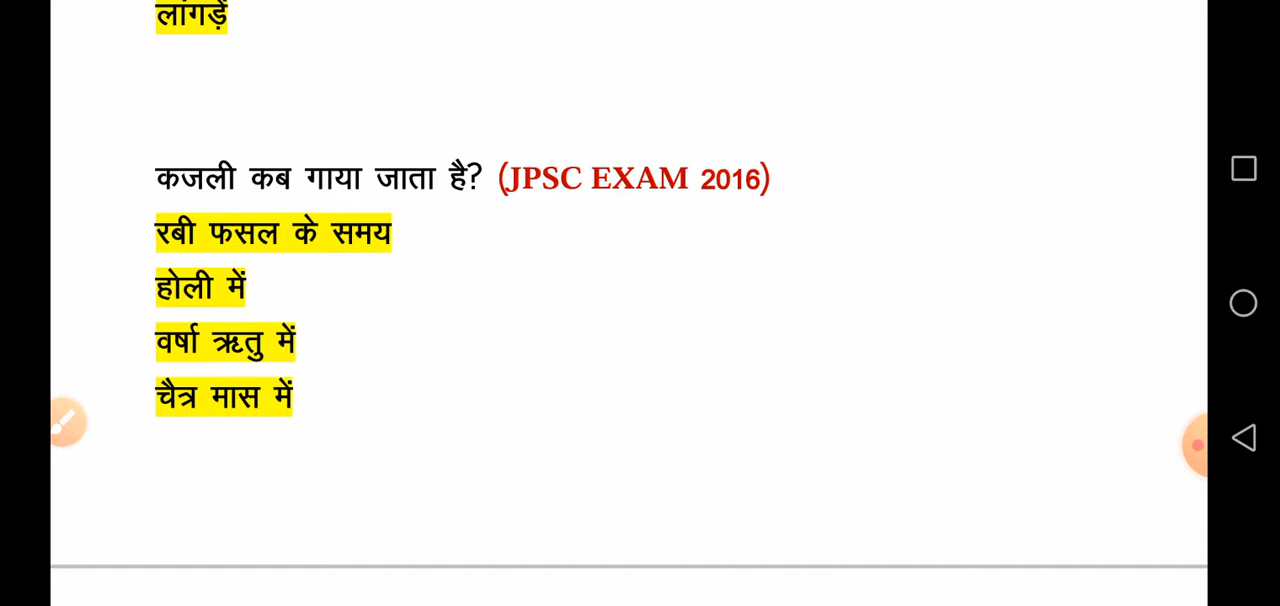 लांगड़ें
कजली कब गाया जाता है? (JPSC EXAM 2016)
रबी फसल के समय
होली में
वर्षा ऋतु में
चैत्र मास में